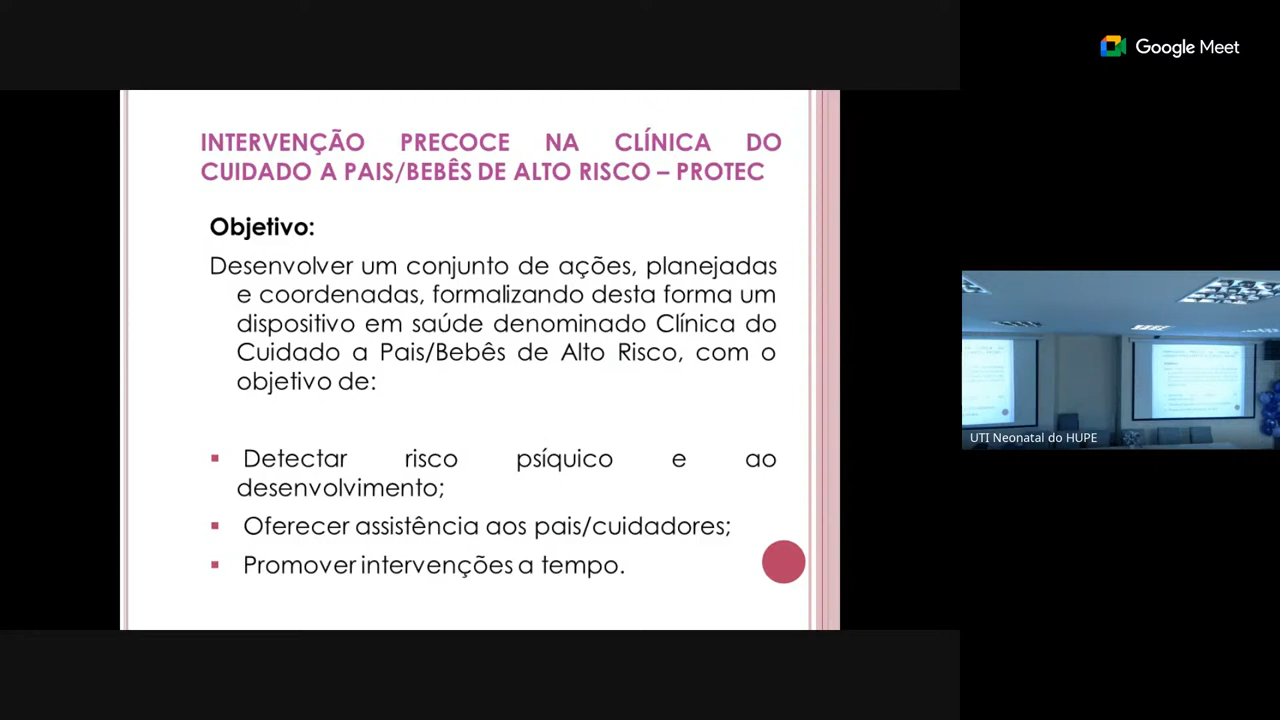 Google Meet
INTERVENÇÃO PRECOCE NA CLÍNICA DO
CUIDADO A PAIS/BEBÊS DE ALTO RISCO – PROTEC
Objetivo:
Desenvolver um conjunto de ações, planejadas
e coordenadas, formalizando desta forma um
dispositivo em saúde denominado Clínica do
Cuidado a Pais/Bebês de Alto Risco, com o
objetivo de:
Detectar risco psíquico e ao
desenvolvimento;
Oferecer assistência aos pais/cuidadores;
Promover intervenções a tempo.
UTI Neonatal do HUPE